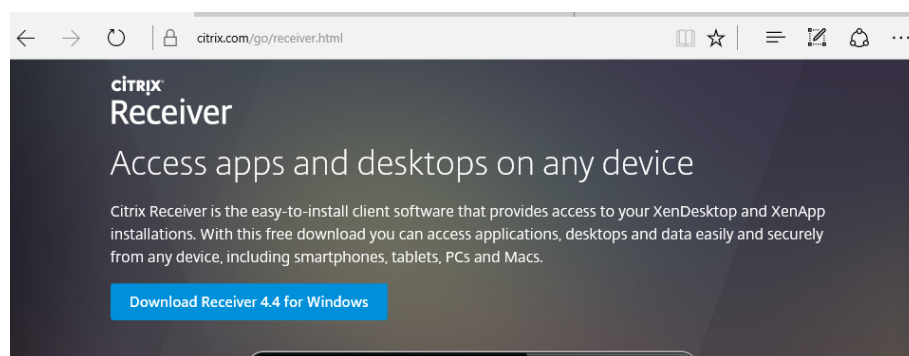 citrix.com/go/receiver.html
CİTRIX
Receiver
Access apps and desktops on any device
Citrix Receiver is the easy-to-install client software that provides access to your XenDesktop and XenApp
installations. With this free download you can access applications, desktops and data easily and securely
from any device, including smartphones, tablets, PCs and Macs.
Download Receiver 4.4 for Windows